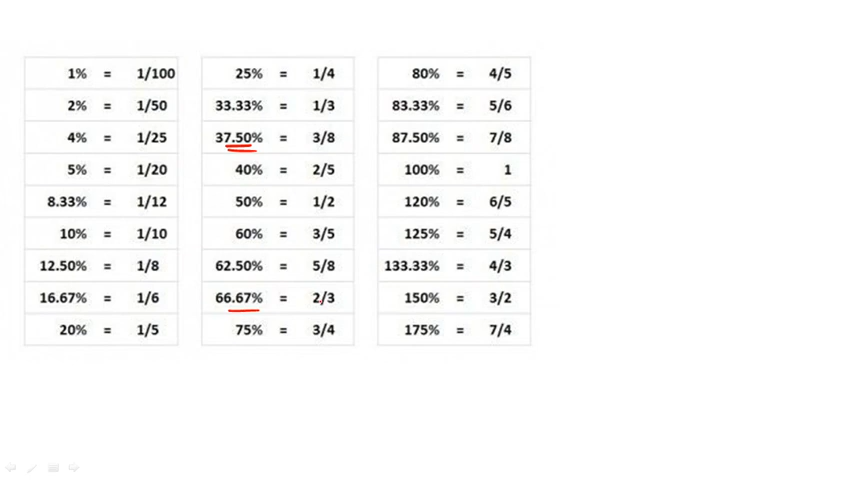 1% = 1/100
2% = 1/50
4% = 1/25
5% = 1/20
8.33% = 1/12
10% = 1/10
12.50% = 1/8
16.67% = 1/6
20% = 1/5
25% = 1/4
33.33% = 1/3
37.50% = 3/8
40% = 2/5
50% = 1/2
60% = 3/5
62.50% = 5/8
66.67% = 2/3
75% = 3/4
80% = 4/5
83.33% = 5/6
87.50% = 7/8
100% = 1
120% = 6/5
125% = 5/4
133.33% = 4/3
150% = 3/2
175% = 7/4